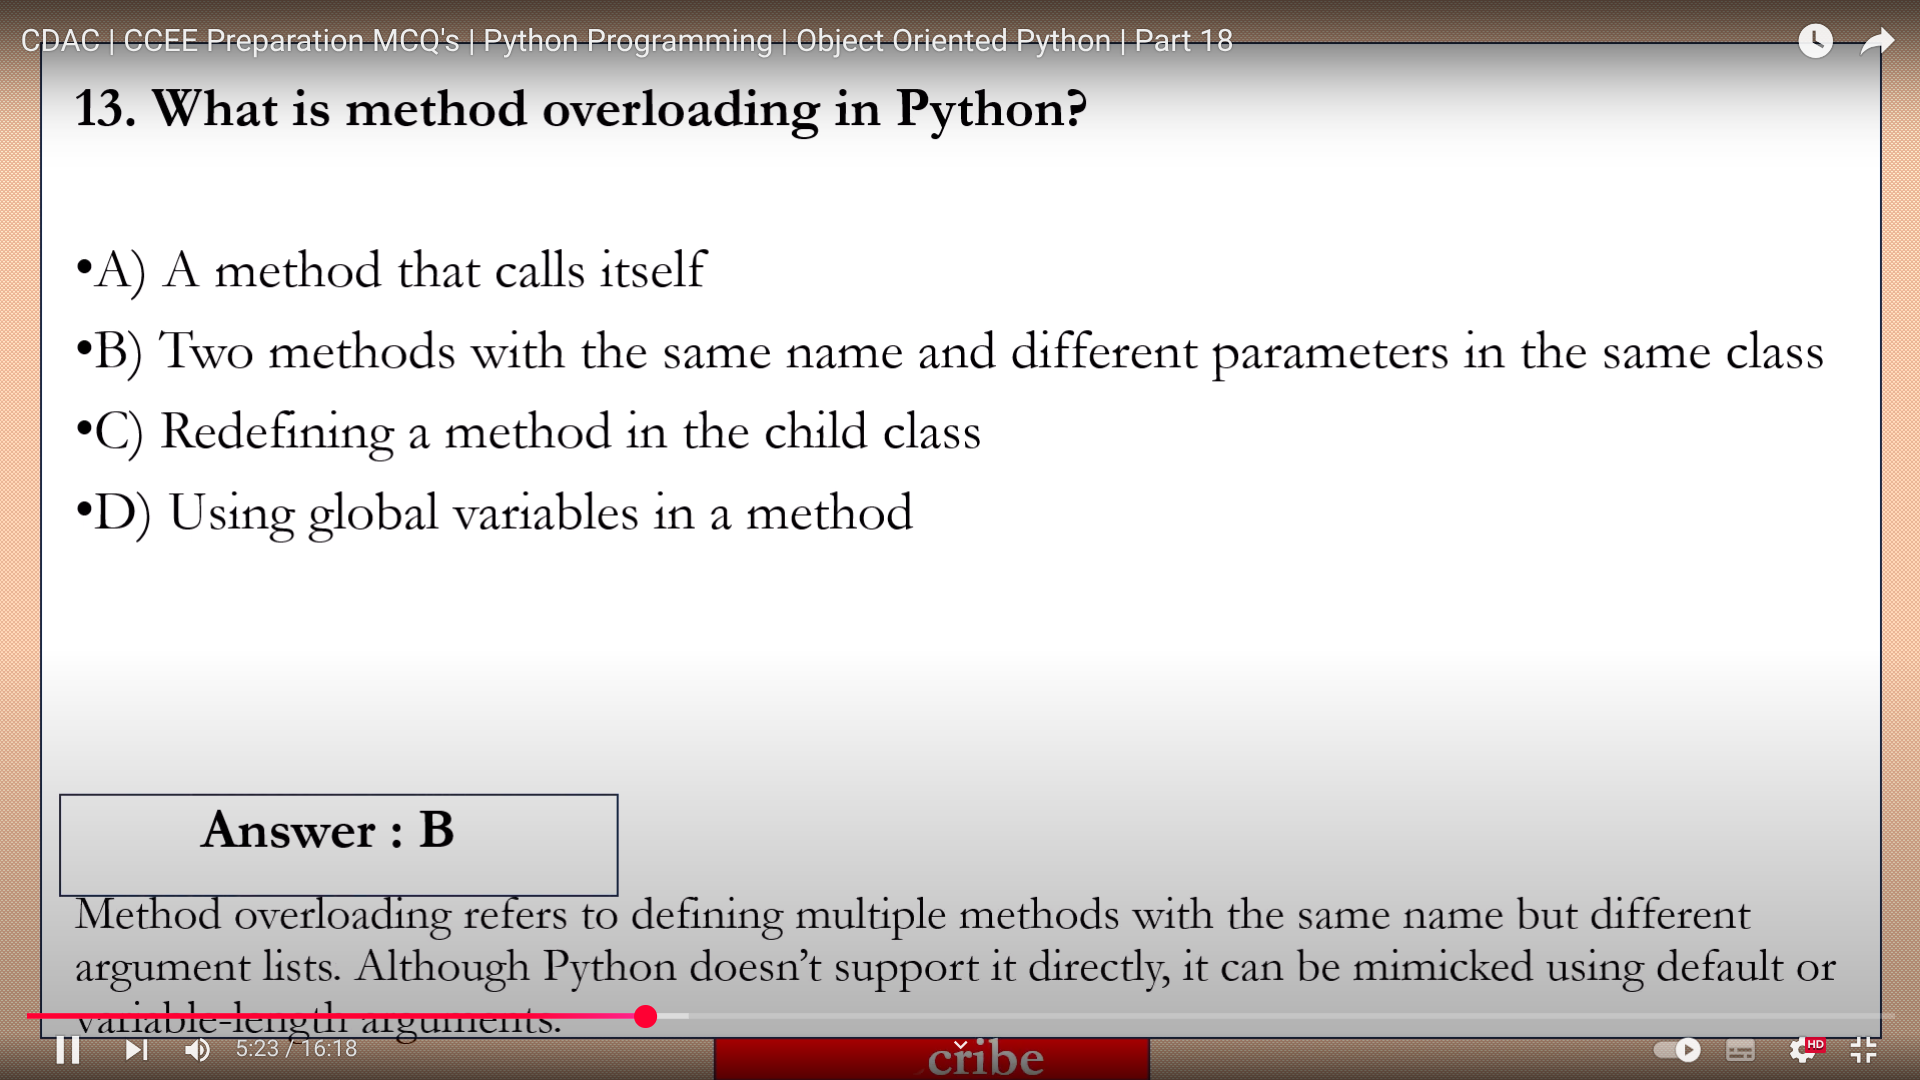 CDAC | CCEE Preparation MCQ's | Python Programming | Object Oriented Python | Part 18
13. What is method overloading in Python?
•A) A method that calls itself
•B) Two methods with the same name and different parameters in the same class
•C) Redefining a method in the child class
•D) Using global variables in a method
Answer : B
Method overloading refers to defining multiple methods with the same name but different
argument lists. Although Python doesn’t support it directly, it can be mimicked using default or
variable-length arguments.
5:23 / 16:18
cribe
HD